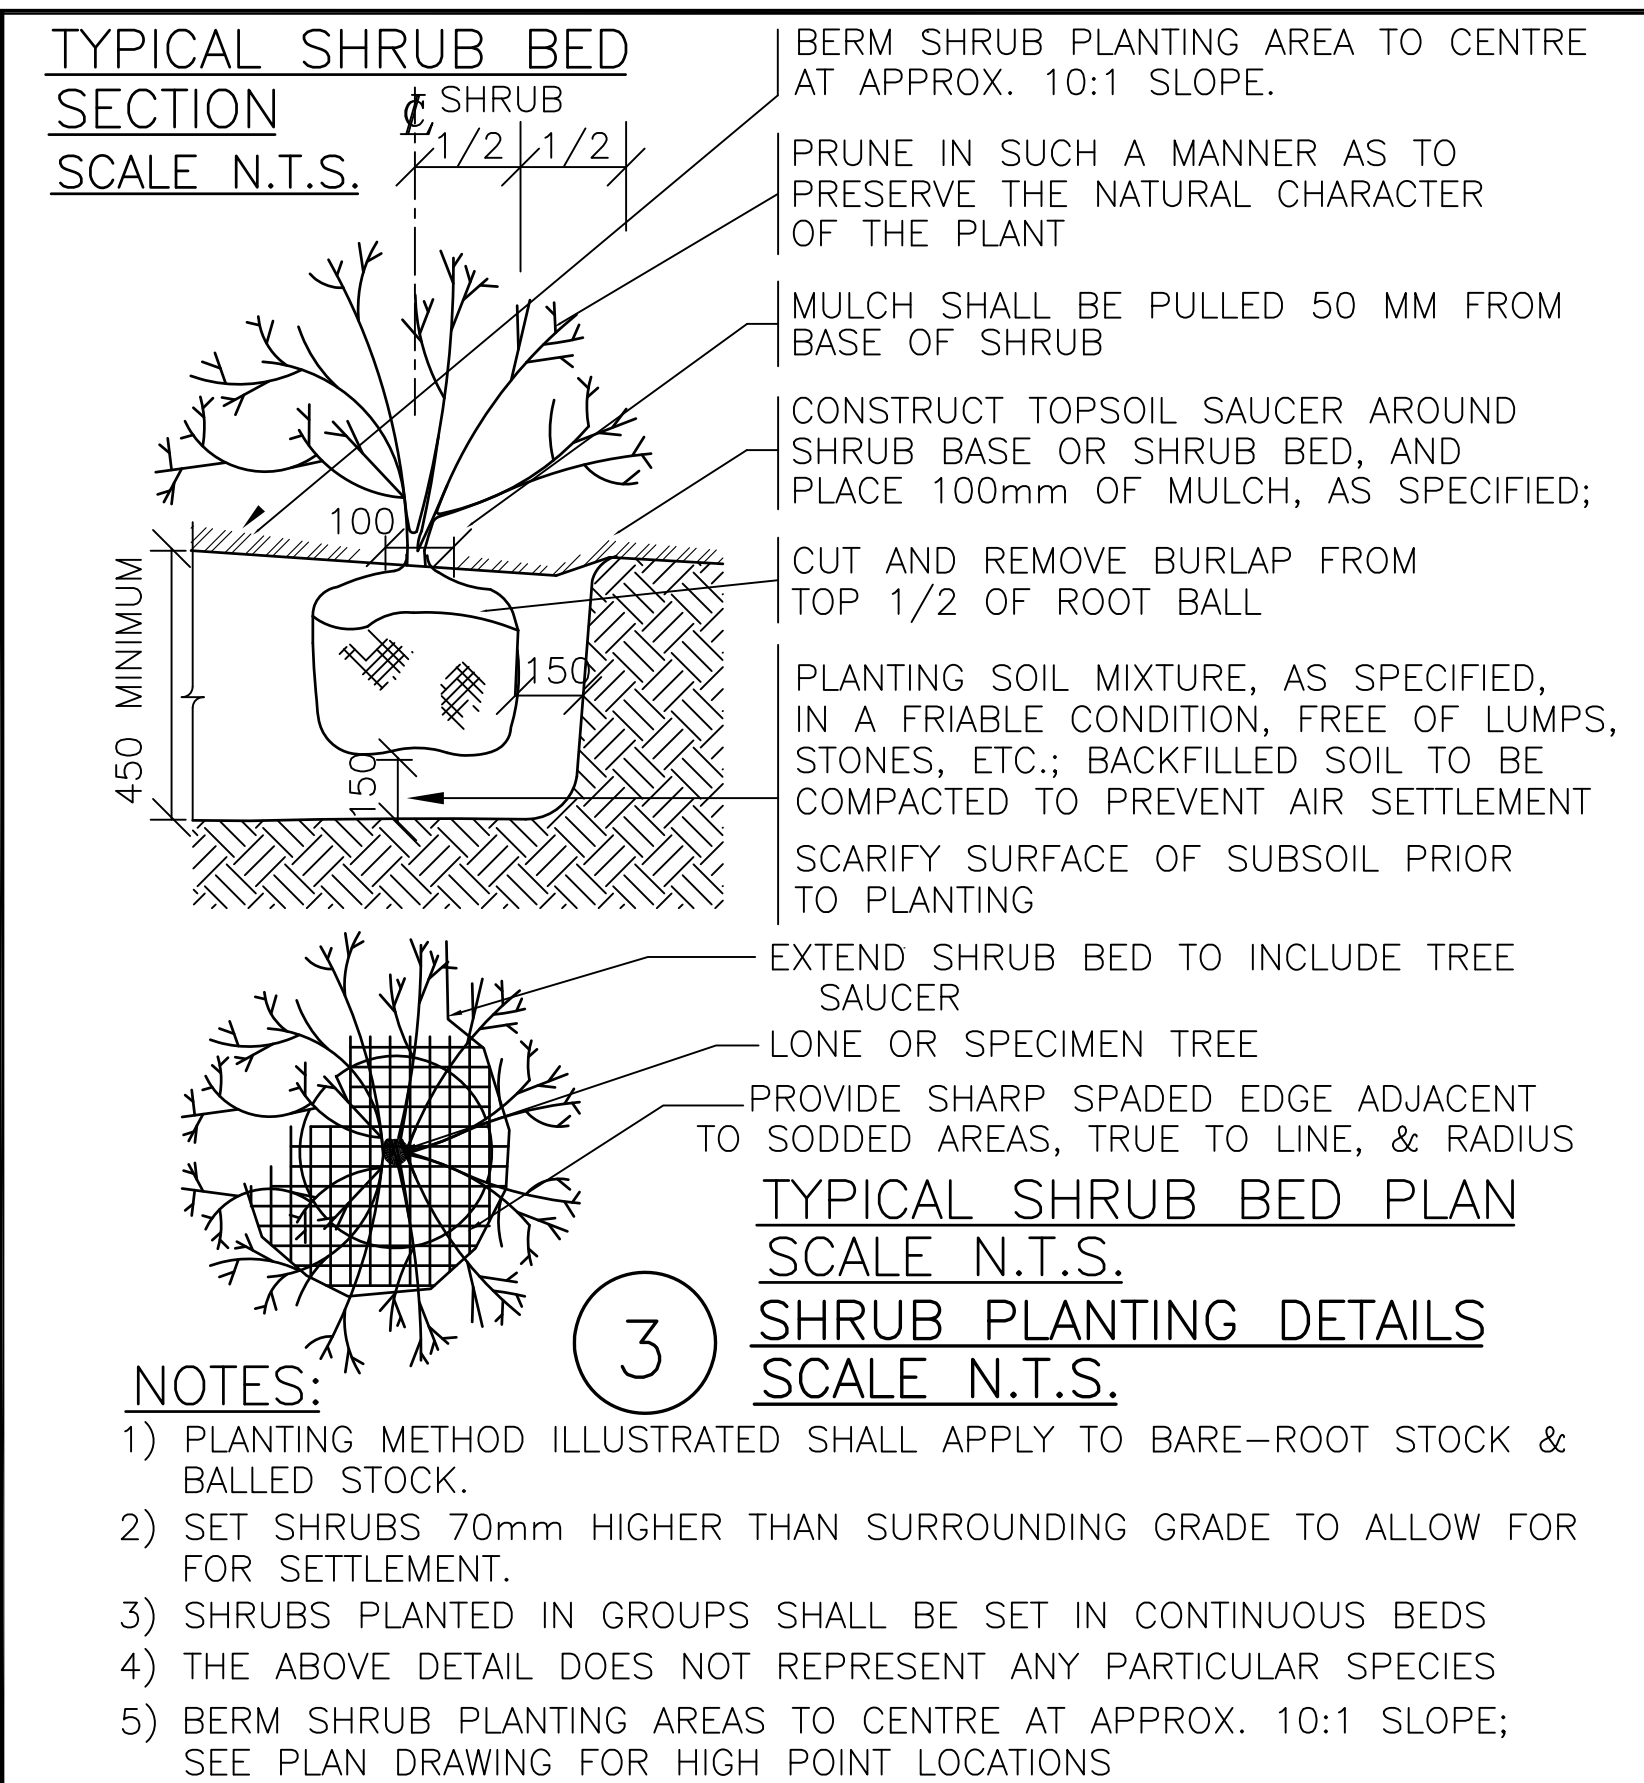 TYPICAL SHRUB BED
SECTION
SCALE N.T.S.
℄ SHRUB
1/2 1/2
BERM SHRUB PLANTING AREA TO CENTRE
AT APPROX. 10:1 SLOPE.
PRUNE IN SUCH A MANNER AS TO
PRESERVE THE NATURAL CHARACTER
OF THE PLANT
MULCH SHALL BE PULLED 50 MM FROM
BASE OF SHRUB
CONSTRUCT TOPSOIL SAUCER AROUND
SHRUB BASE OR SHRUB BED, AND
PLACE 100mm OF MULCH, AS SPECIFIED;
100
CUT AND REMOVE BURLAP FROM
TOP 1/2 OF ROOT BALL
450 MINIMUM
150
150
PLANTING SOIL MIXTURE, AS SPECIFIED,
IN A FRIABLE CONDITION, FREE OF LUMPS,
STONES, ETC.; BACKFILLED SOIL TO BE
COMPACTED TO PREVENT AIR SETTLEMENT
SCARIFY SURFACE OF SUBSOIL PRIOR
TO PLANTING
EXTEND SHRUB BED TO INCLUDE TREE
SAUCER
LONE OR SPECIMEN TREE
PROVIDE SHARP SPADED EDGE ADJACENT
TO SODDED AREAS, TRUE TO LINE, & RADIUS
TYPICAL SHRUB BED PLAN
SCALE N.T.S.
3
SHRUB PLANTING DETAILS
SCALE N.T.S.
NOTES:
1) PLANTING METHOD ILLUSTRATED SHALL APPLY TO BARE-ROOT STOCK &
BALLED STOCK.
2) SET SHRUBS 70mm HIGHER THAN SURROUNDING GRADE TO ALLOW FOR
FOR SETTLEMENT.
3) SHRUBS PLANTED IN GROUPS SHALL BE SET IN CONTINUOUS BEDS
4) THE ABOVE DETAIL DOES NOT REPRESENT ANY PARTICULAR SPECIES
5) BERM SHRUB PLANTING AREAS TO CENTRE AT APPROX. 10:1 SLOPE;
SEE PLAN DRAWING FOR HIGH POINT LOCATIONS